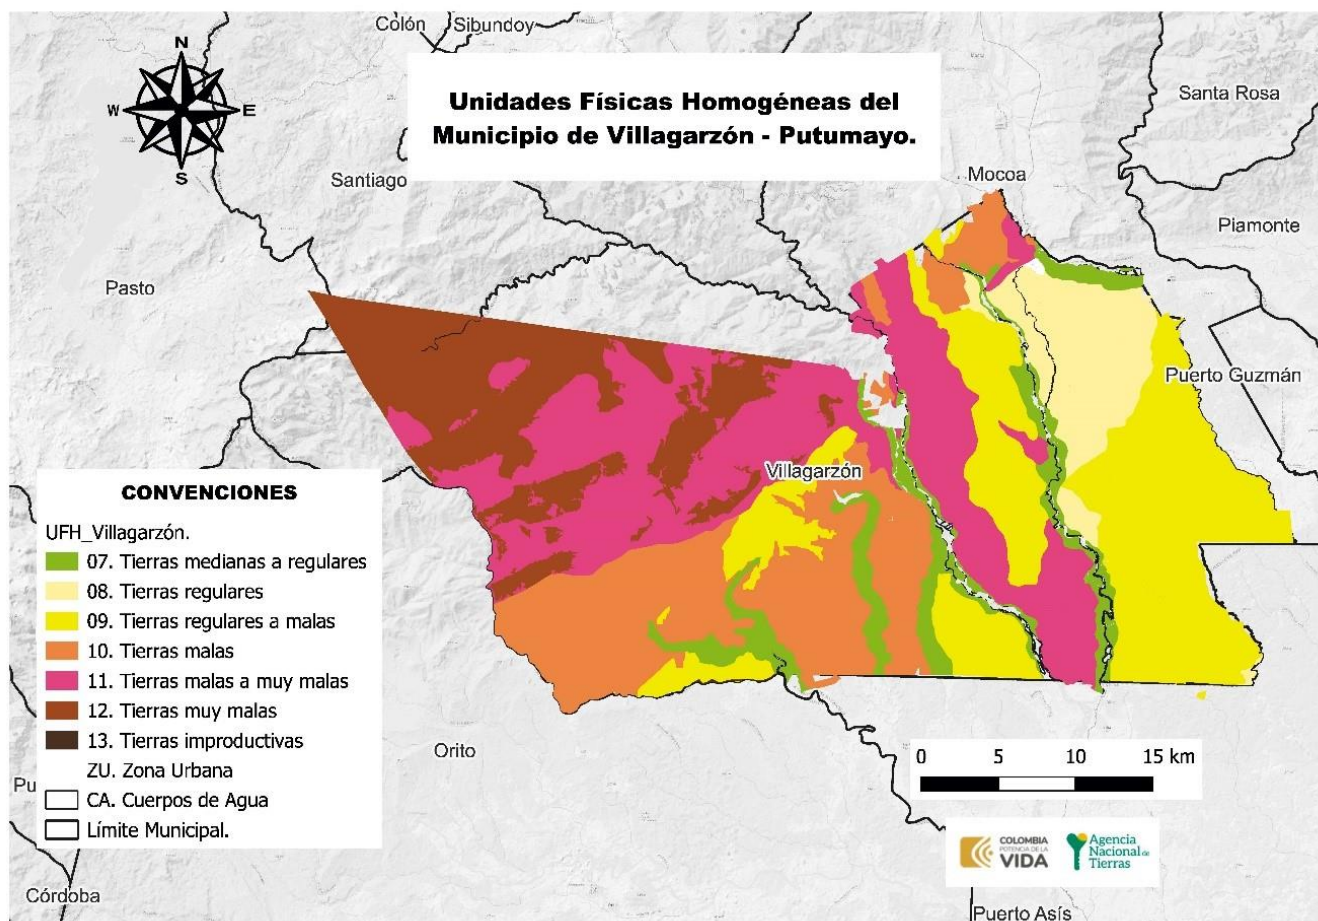 Colón
Sibundoy
N
W
E
S
Unidades Físicas Homogéneas del
Municipio de Villagarzón - Putumayo.
Santa Rosa
Santiago
Mocoa
Piamonte
Pasto
Puerto Guzmán
Villagarzón
CONVENCIONES
UFH_Villagarzón.
07. Tierras medianas a regulares
08. Tierras regulares
09. Tierras regulares a malas
10. Tierras malas
11. Tierras malas a muy malas
12. Tierras muy malas
13. Tierras improductivas
ZU. Zona Urbana
CA. Cuerpos de Agua
Límite Municipal.
Orito
Pu
0 5 10 15 km
COLOMBIA
POTENCIA DE LA
VIDA
Agencia
Nacional de
Tierras
Córdoba
Puerto Asís